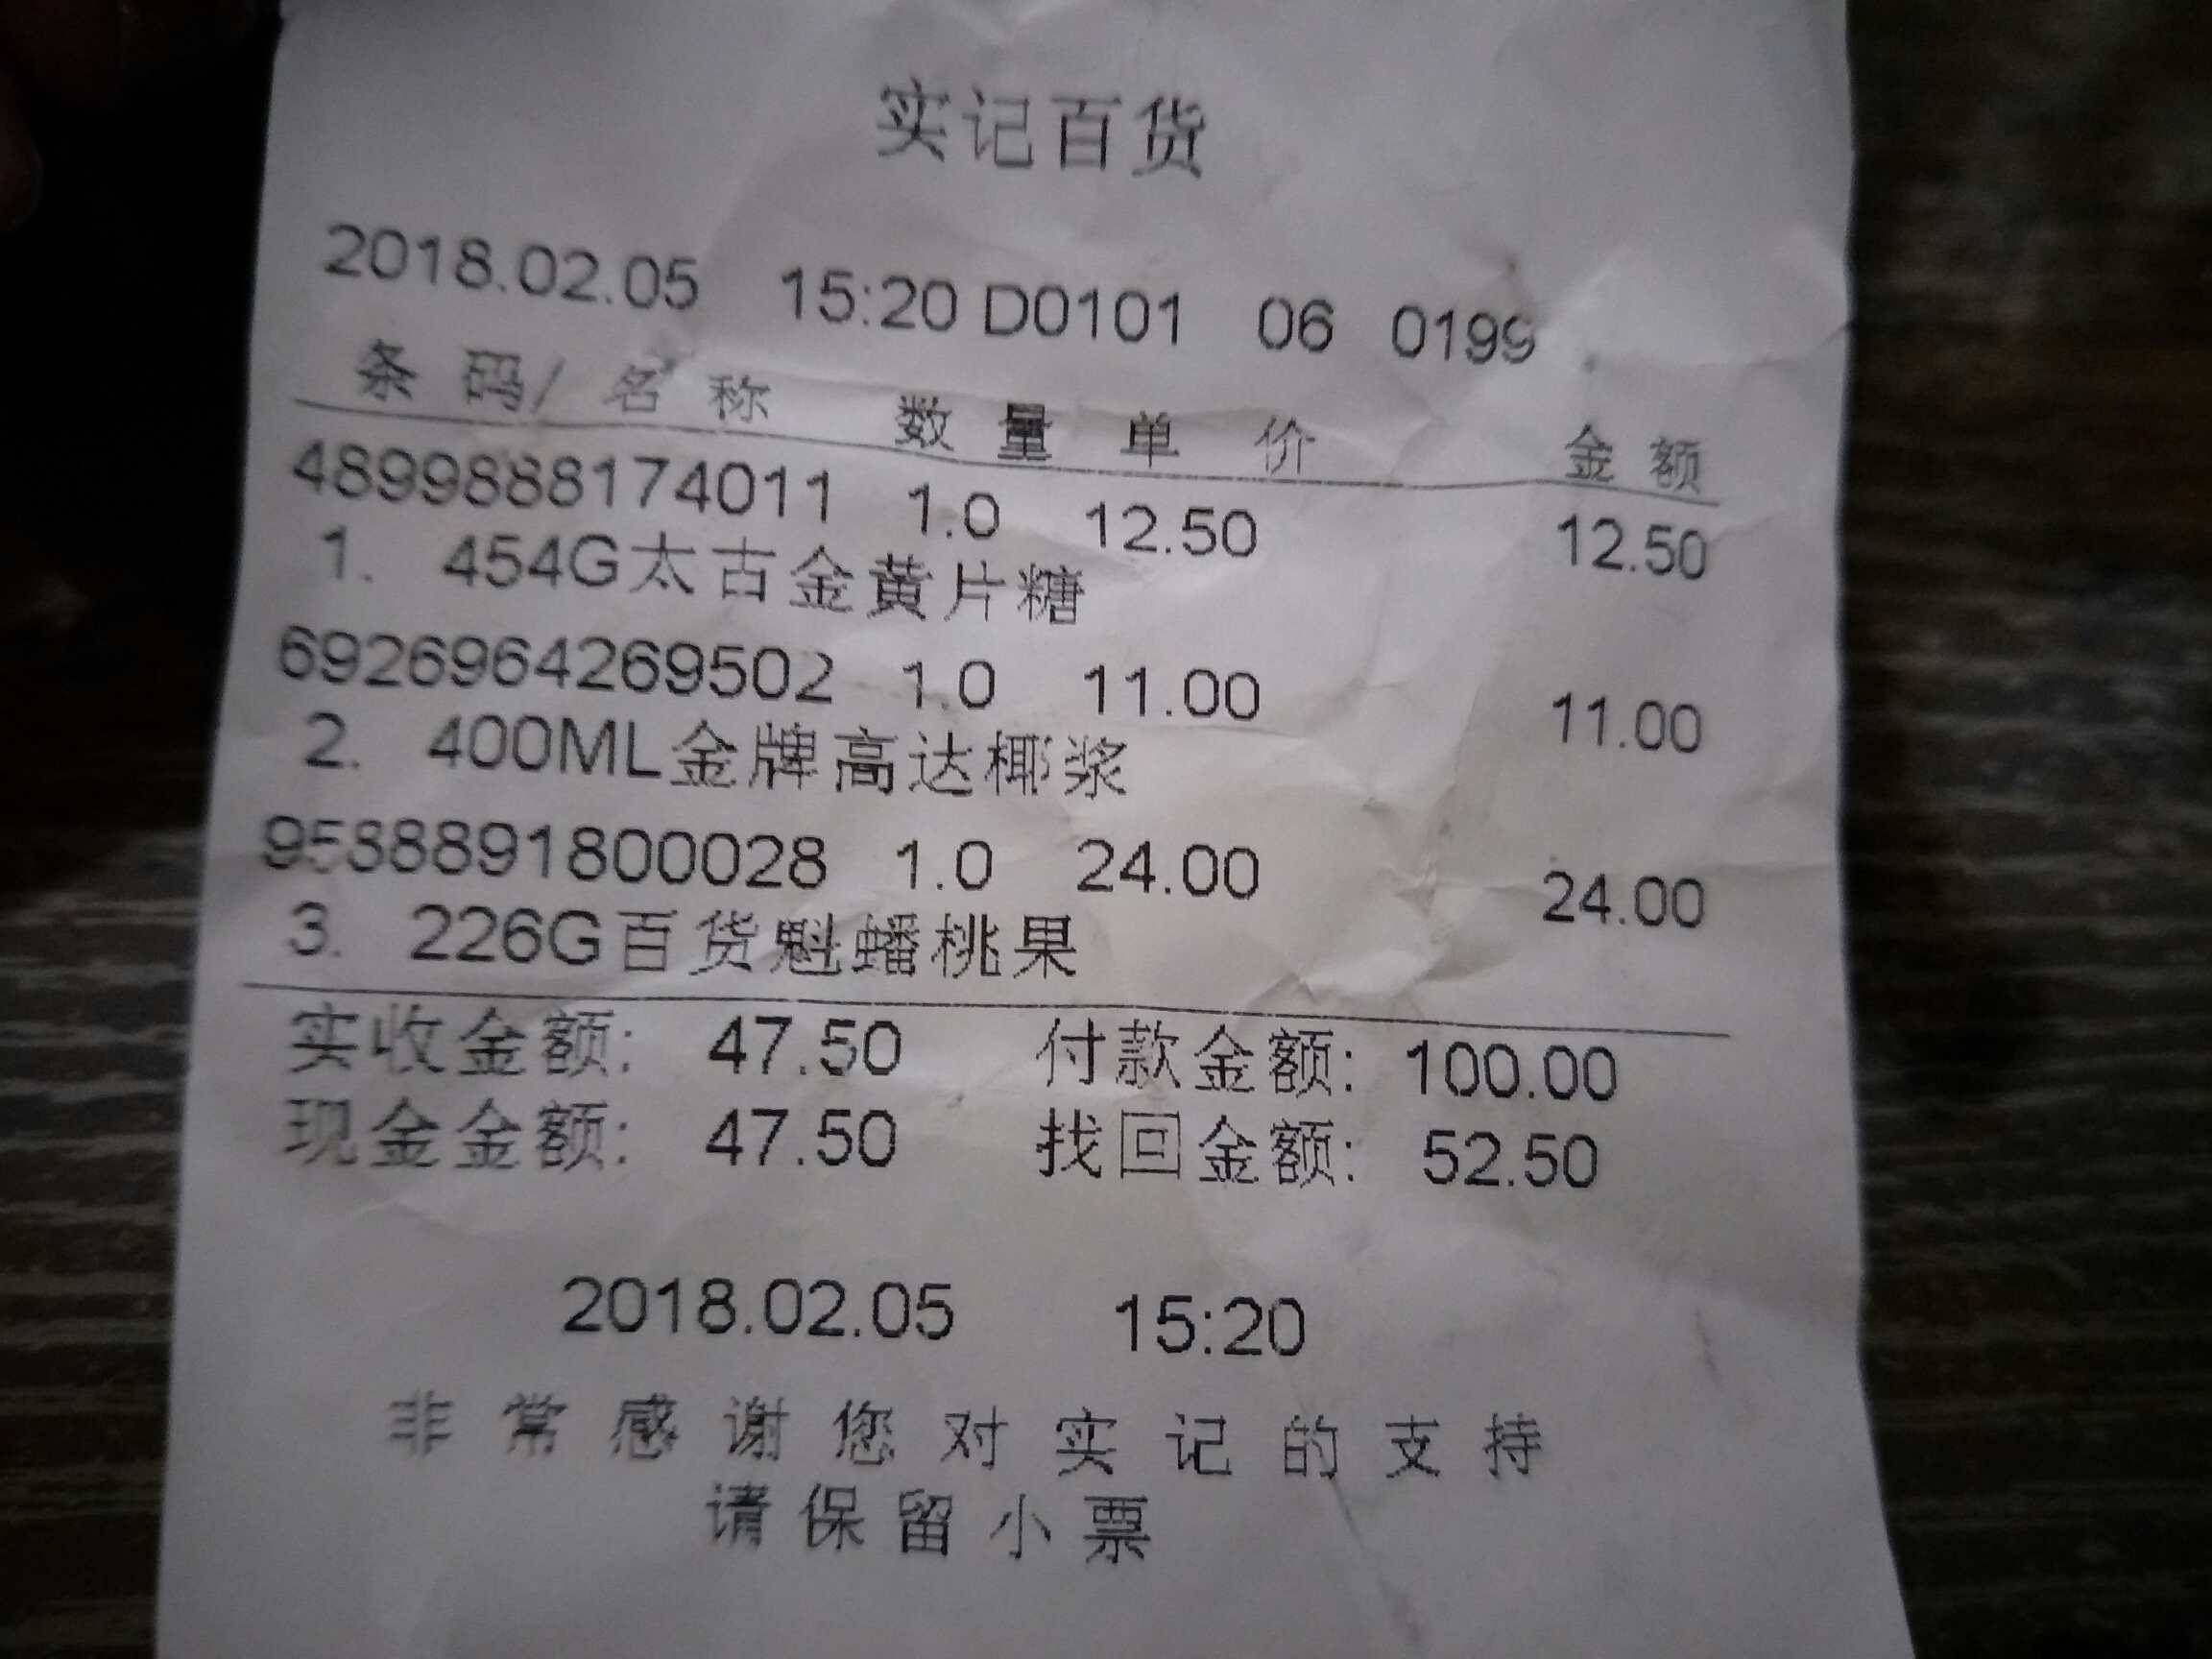 实记百货
2018.02.05 15:20 D0101 06 0199
条码/名称 数量 单价 金额
4899888174011 1.0 12.50 12.50
1. 454G太古金黄片糖
6926964269502 1.0 11.00 11.00
2. 400ML金牌高达椰浆
9588891800028 1.0 24.00 24.00
3. 226G百货魁蟠桃果
实收金额: 47.50 付款金额: 100.00
现金金额: 47.50 找回金额: 52.50
2018.02.05 15:20
非常感谢您对实记的支持
请保留小票